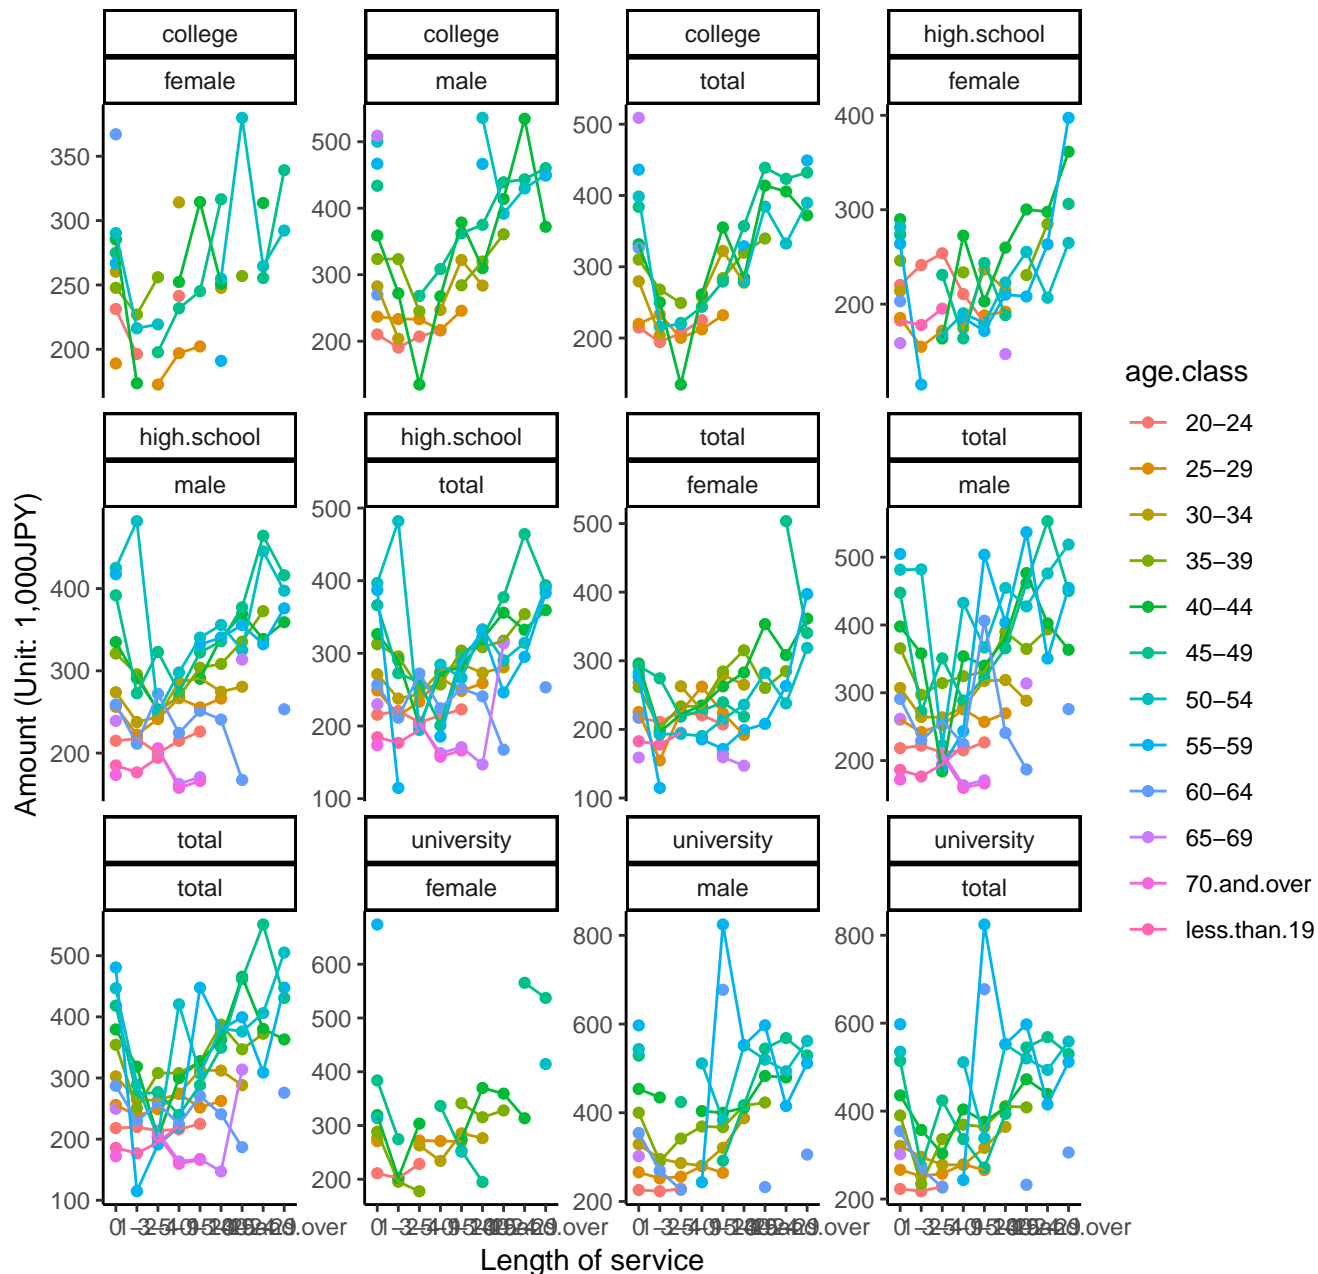 college
college
college
high.school
female
male
total
female
350
300
250
200
500
400
300
200
500
400
300
200
400
300
200
high.school
high.school
total
total
male
total
female
male
400
300
200
500
400
300
200
100
500
400
300
200
100
500
400
300
200
total
university
university
university
total
female
male
total
500
400
300
200
100
600
500
400
300
200
800
600
400
200
800
600
400
200
Amount (Unit: 1,000JPY)
Length of service
age.class
20−24
25−29
30−34
35−39
40−44
45−49
50−54
55−59
60−64
65−69
70.and.over
less.than.19